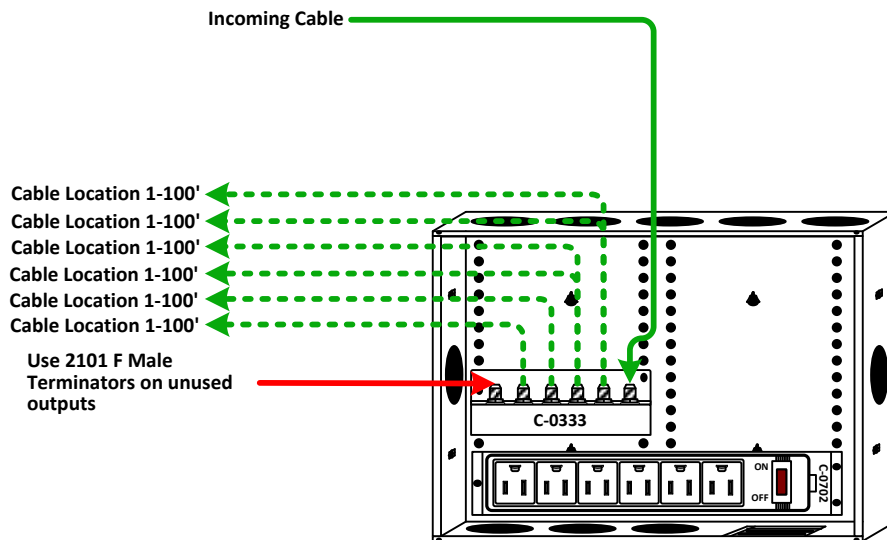 Incoming Cable
Cable Location 1-100'
Cable Location 1-100'
Cable Location 1-100'
Cable Location 1-100'
Cable Location 1-100'
Cable Location 1-100'
Use 2101 F Male
Terminators on unused
outputs
C-0333
ON
OFF
C-0702